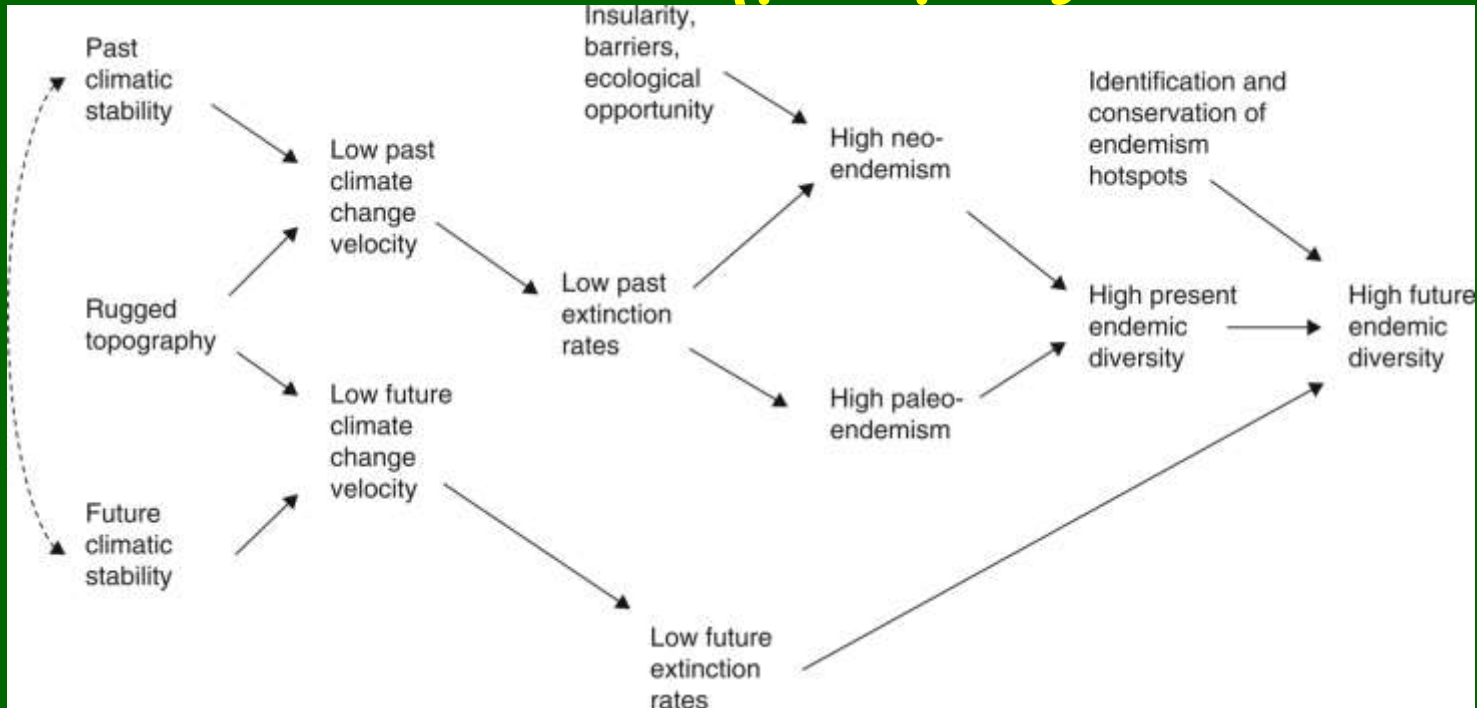 Past
climatic
stability
Rugged
topography
Future
climatic
stability
Low past
climate
change
velocity
Low future
climate
change
velocity
Insularity,
barriers,
ecological
opportunity
Low past
extinction
rates
Low future
extinction
rates
High neo-
endemism
High paleo-
endemism
Identification and
conservation of
endemism
hotspots
High present
endemic
diversity
High future
endemic
diversity